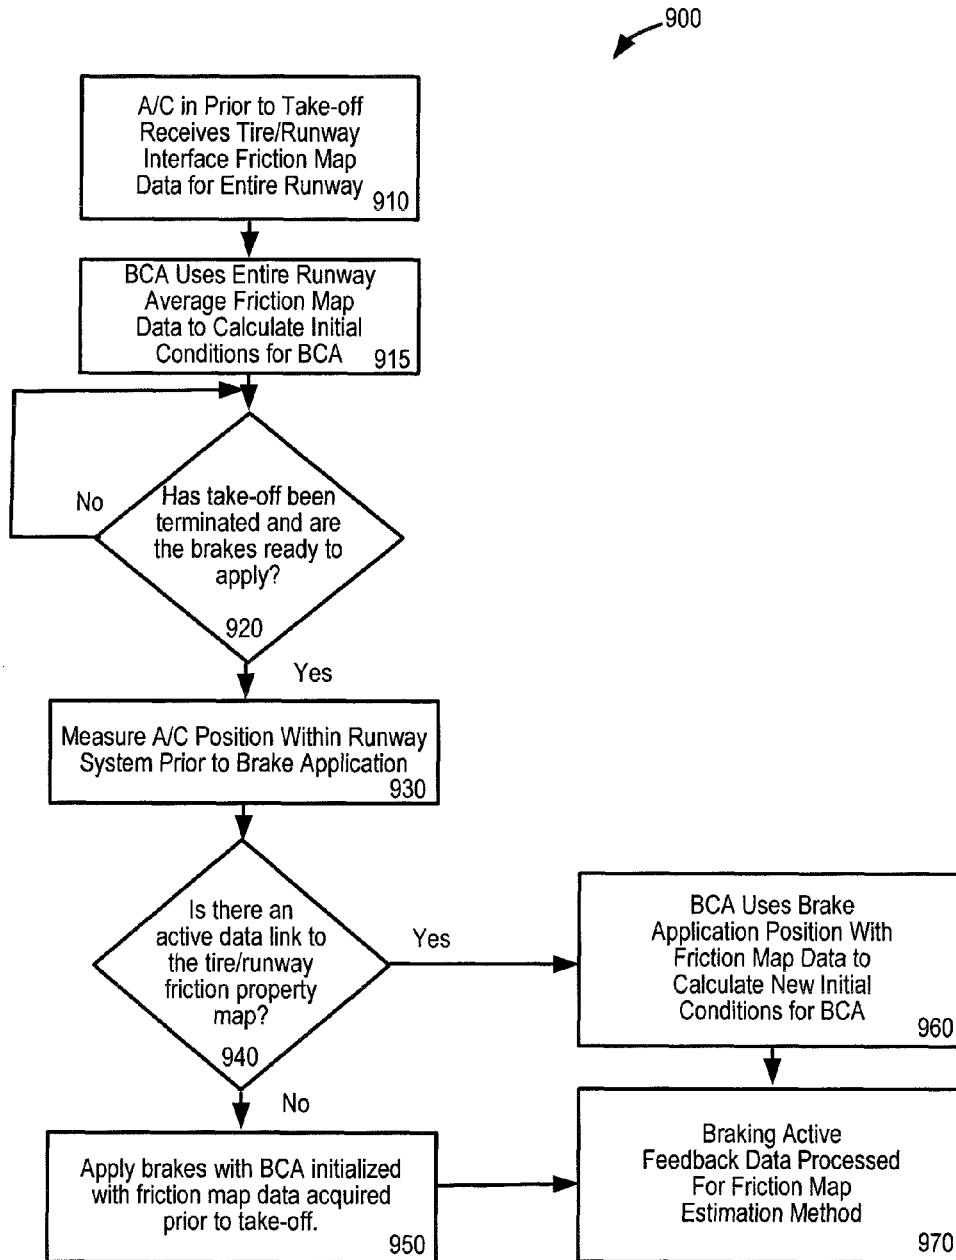 900
A/C in Prior to Take-off
Receives Tire/Runway
Interface Friction Map
Data for Entire Runway
910
BCA Uses Entire Runway
Average Friction Map
Data to Calculate Initial
Conditions for BCA
915
No
Has take-off been
terminated and are
the brakes ready to
apply?
920
Yes
Measure A/C Position Within Runway
System Prior to Brake Application
930
Is there an
active data link to
the tire/runway
friction property
map?
940
Yes
No
BCA Uses Brake
Application Position With
Friction Map Data to
Calculate New Initial
Conditions for BCA
960
Apply brakes with BCA initialized
with friction map data acquired
prior to take-off.
950
Braking Active
Feedback Data Processed
For Friction Map
Estimation Method
970